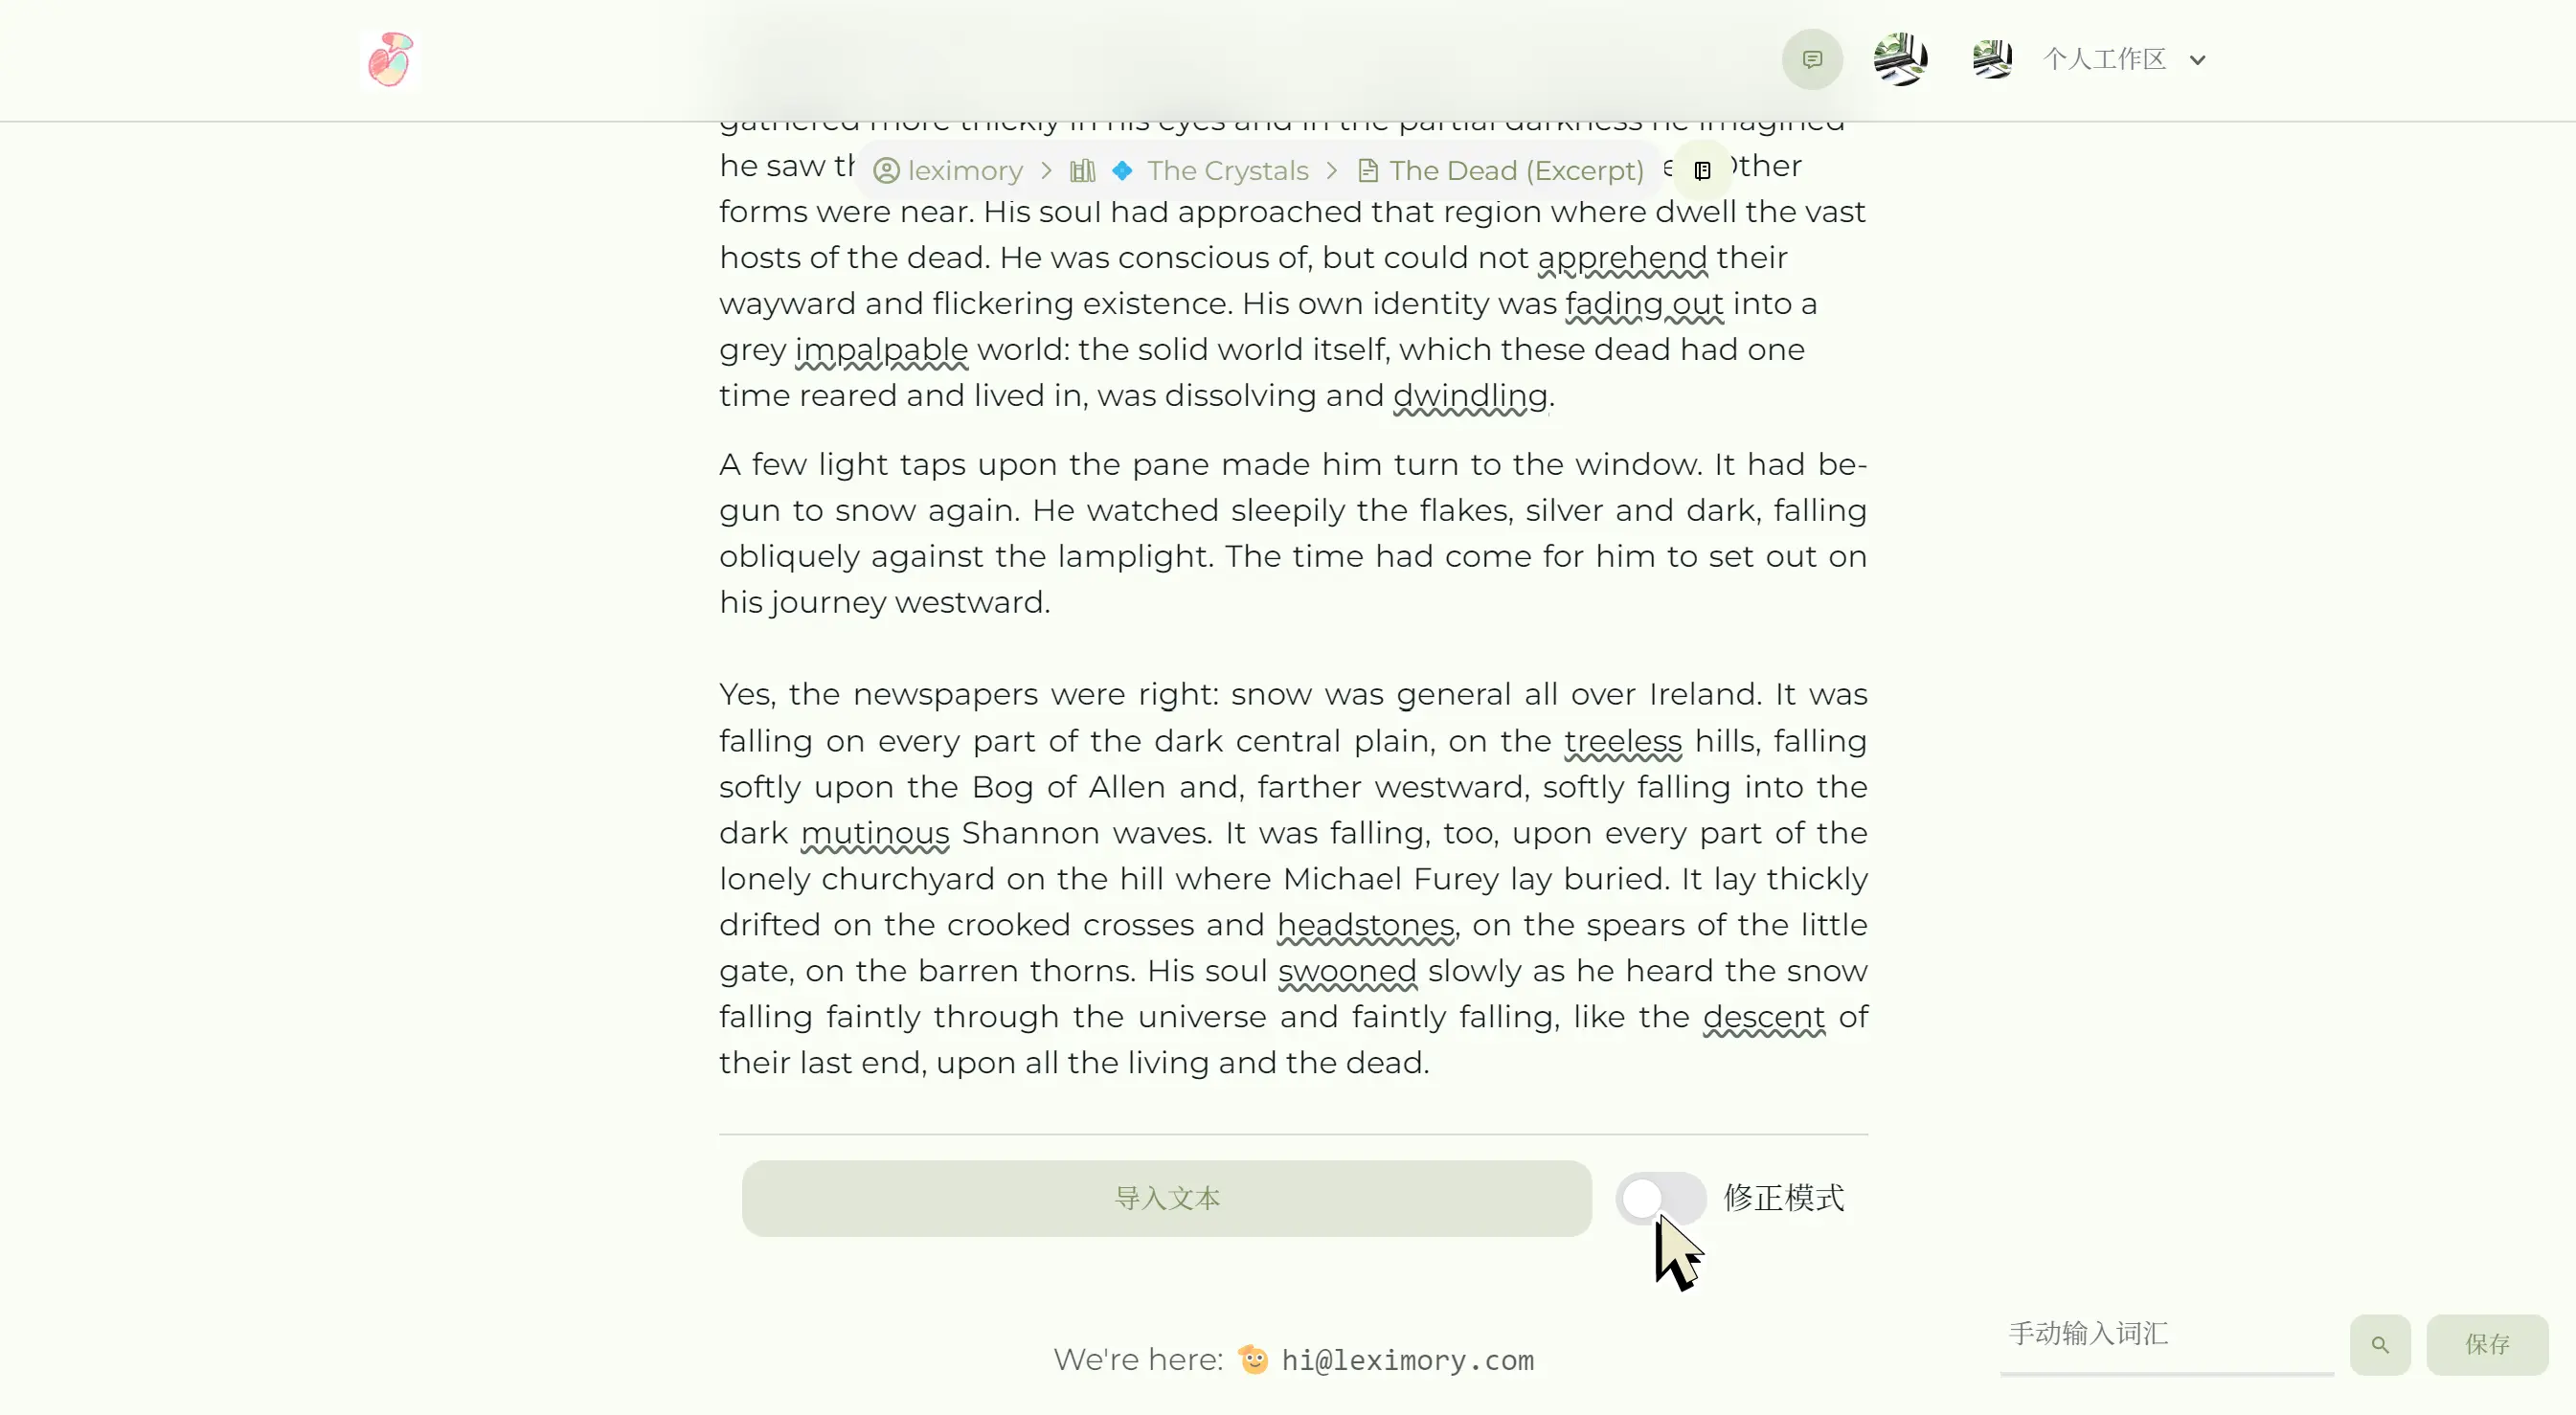 个人工作区
gathered more thickly in his eyes and in the partial darkness he imagined
he saw th
leximory > The Crystals > The Dead (Excerpt)
Other
forms were near. His soul had approached that region where dwell the vast
hosts of the dead. He was conscious of, but could not apprehend their
wayward and flickering existence. His own identity was fading out into a
grey impalpable world: the solid world itself, which these dead had one
time reared and lived in, was dissolving and dwindling.
A few light taps upon the pane made him turn to the window. It had be-
gun to snow again. He watched sleepily the flakes, silver and dark, falling
obliquely against the lamplight. The time had come for him to set out on
his journey westward.
Yes, the newspapers were right: snow was general all over Ireland. It was
falling on every part of the dark central plain, on the treeless hills, falling
softly upon the Bog of Allen and, farther westward, softly falling into the
dark mutinous Shannon waves. It was falling, too, upon every part of the
lonely churchyard on the hill where Michael Furey lay buried. It lay thickly
drifted on the crooked crosses and headstones, on the spears of the little
gate, on the barren thorns. His soul swooned slowly as he heard the snow
falling faintly through the universe and faintly falling, like the descent of
their last end, upon all the living and the dead.
导入文本
修正模式
手动输入词汇
保存
We're here: hi@leximory.com